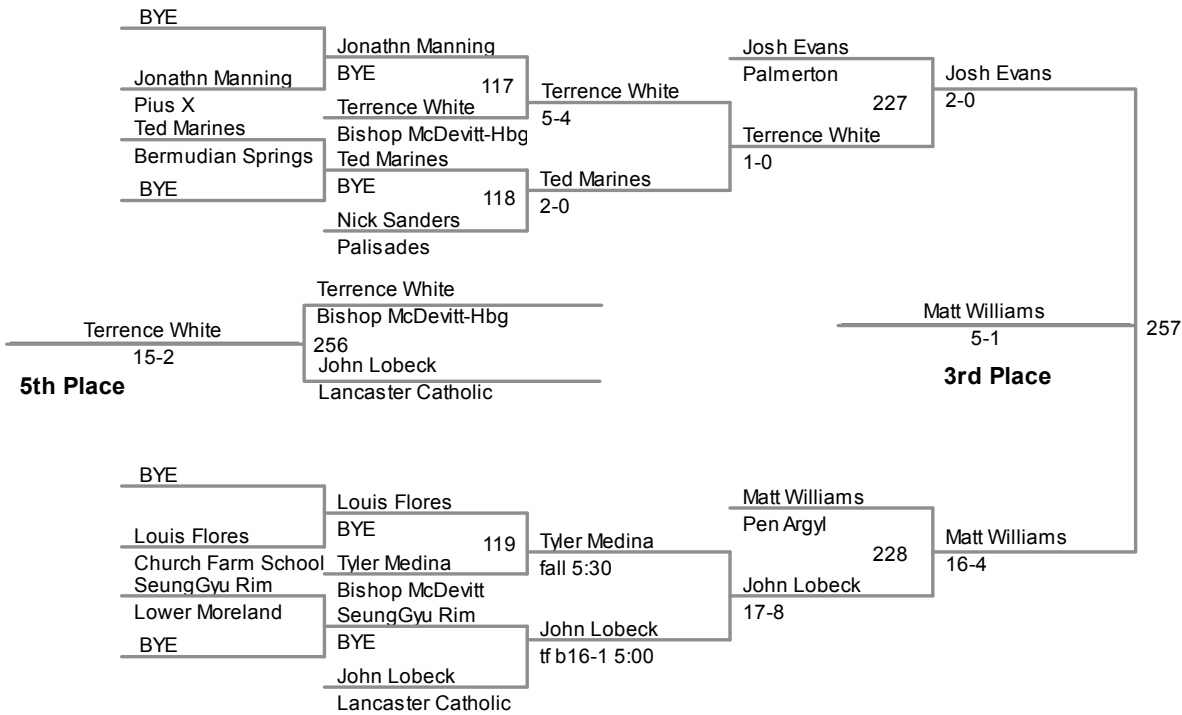 BYE
Jonathn Manning
Pius X
Ted Marines
Bermudian Springs
BYE
Jonathn Manning
BYE
117
Terrence White
Bishop McDevitt-Hbg
Ted Marines
BYE
118
Nick Sanders
Palisades
Terrence White
5-4
Ted Marines
2-0
Josh Evans
Palmerton
227
Terrence White
1-0
Josh Evans
2-0
Terrence White
15-2
5th Place
Terrence White
Bishop McDevitt-Hbg
256
John Lobeck
Lancaster Catholic
Matt Williams
5-1
3rd Place
257
BYE
Louis Flores
Church Farm School
SeungGyu Rim
Lower Moreland
BYE
Louis Flores
BYE
119
Tyler Medina
Bishop McDevitt
SeungGyu Rim
BYE
John Lobeck
Lancaster Catholic
Tyler Medina
fall 5:30
John Lobeck
tf b16-1 5:00
Matt Williams
Pen Argyl
228
John Lobeck
17-8
Matt Williams
16-4